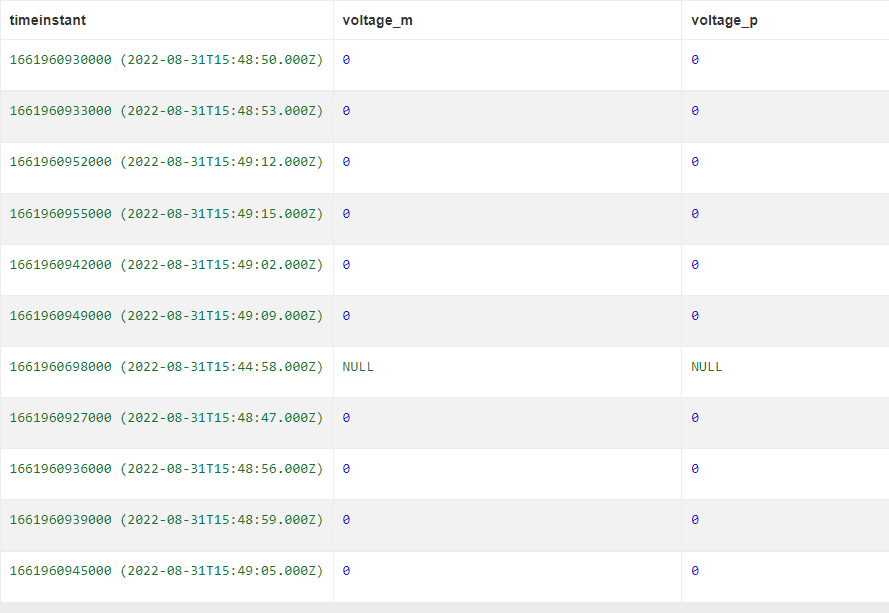 timeinstant voltage_m voltage_p
1661960930000 (2022-08-31T15:48:50.000Z) 0 0
1661960933000 (2022-08-31T15:48:53.000Z) 0 0
1661960952000 (2022-08-31T15:49:12.000Z) 0 0
1661960955000 (2022-08-31T15:49:15.000Z) 0 0
1661960942000 (2022-08-31T15:49:02.000Z) 0 0
1661960949000 (2022-08-31T15:49:09.000Z) 0 0
1661960698000 (2022-08-31T15:44:58.000Z) NULL NULL
1661960927000 (2022-08-31T15:48:47.000Z) 0 0
1661960936000 (2022-08-31T15:48:56.000Z) 0 0
1661960939000 (2022-08-31T15:48:59.000Z) 0 0
1661960945000 (2022-08-31T15:49:05.000Z) 0 0